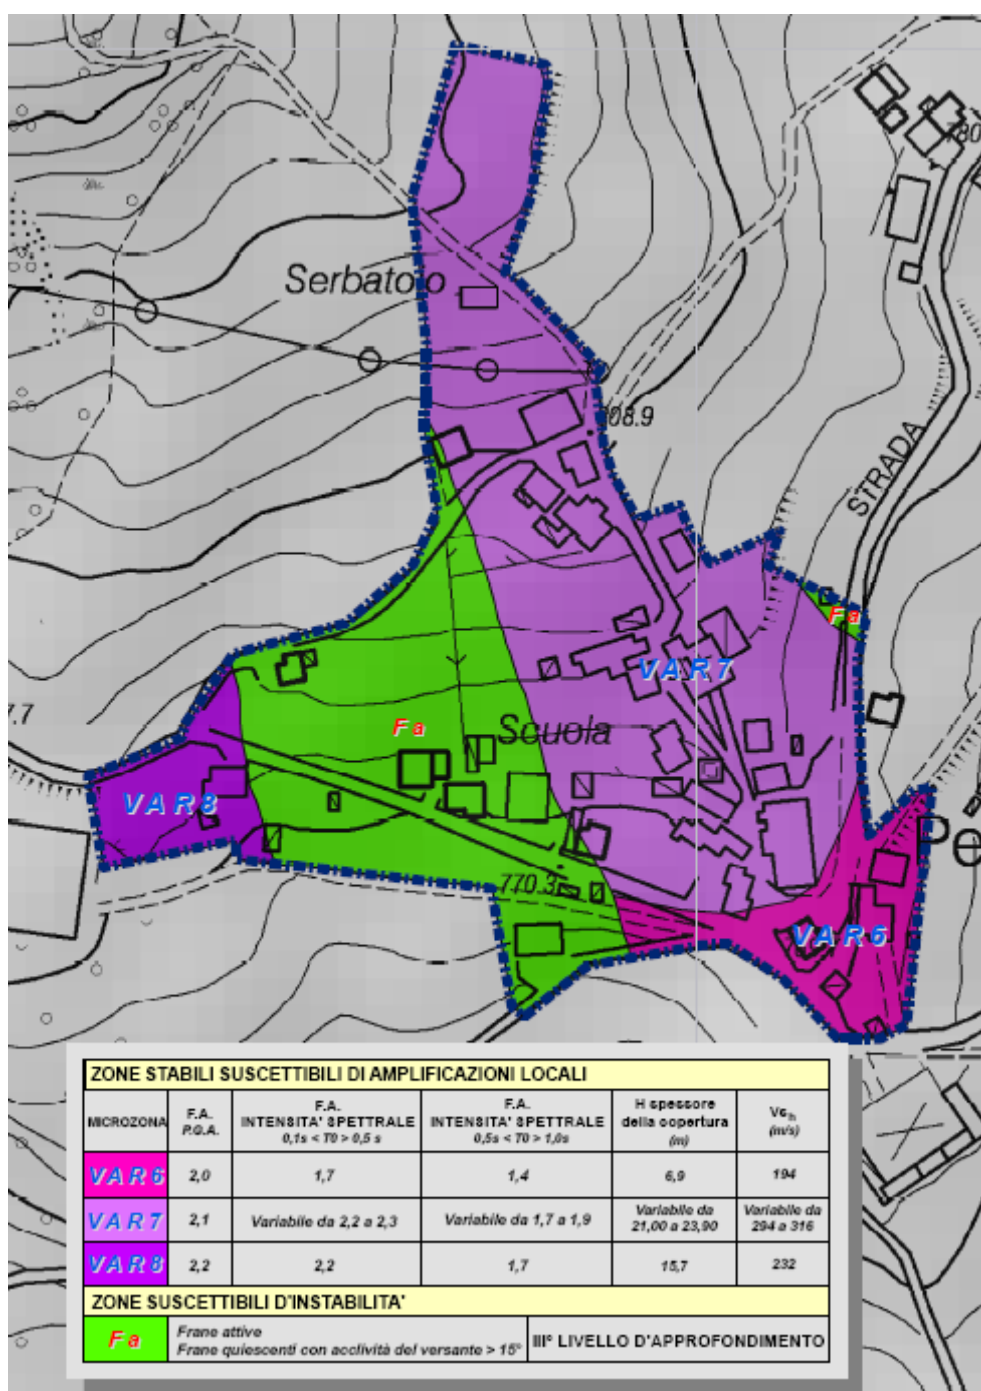 780
Serbatoio
08.9
STRADA
Fa
VAR7
7.7
Fa
Scuola
VAR8
770.3
VAR6
ZONE STABILI SUSCETTIBILI DI AMPLIFICAZIONI LOCALI
MICROZONA
F.A.
P.G.A.
F.A.
INTENSITA' SPETTRALE
0,1s < T0 > 0,5 s
F.A.
INTENSITA' SPETTRALE
0,5s < T0 > 1,0s
H spessore
della copertura
(m)
Vsh
(m/s)
VAR6 2,0 1,7 1,4 6,9 194
VAR7 2,1 Variabile da 2,2 a 2,3 Variabile da 1,7 a 1,9 Variabile da 21,00 a 23,90 Variabile da 294 a 316
VAR8 2,2 2,2 1,7 15,7 232
ZONE SUSCETTIBILI D'INSTABILITA'
Fa
Frane attive
Frane quiescenti con acclività del versante > 15°
III° LIVELLO D'APPROFONDIMENTO